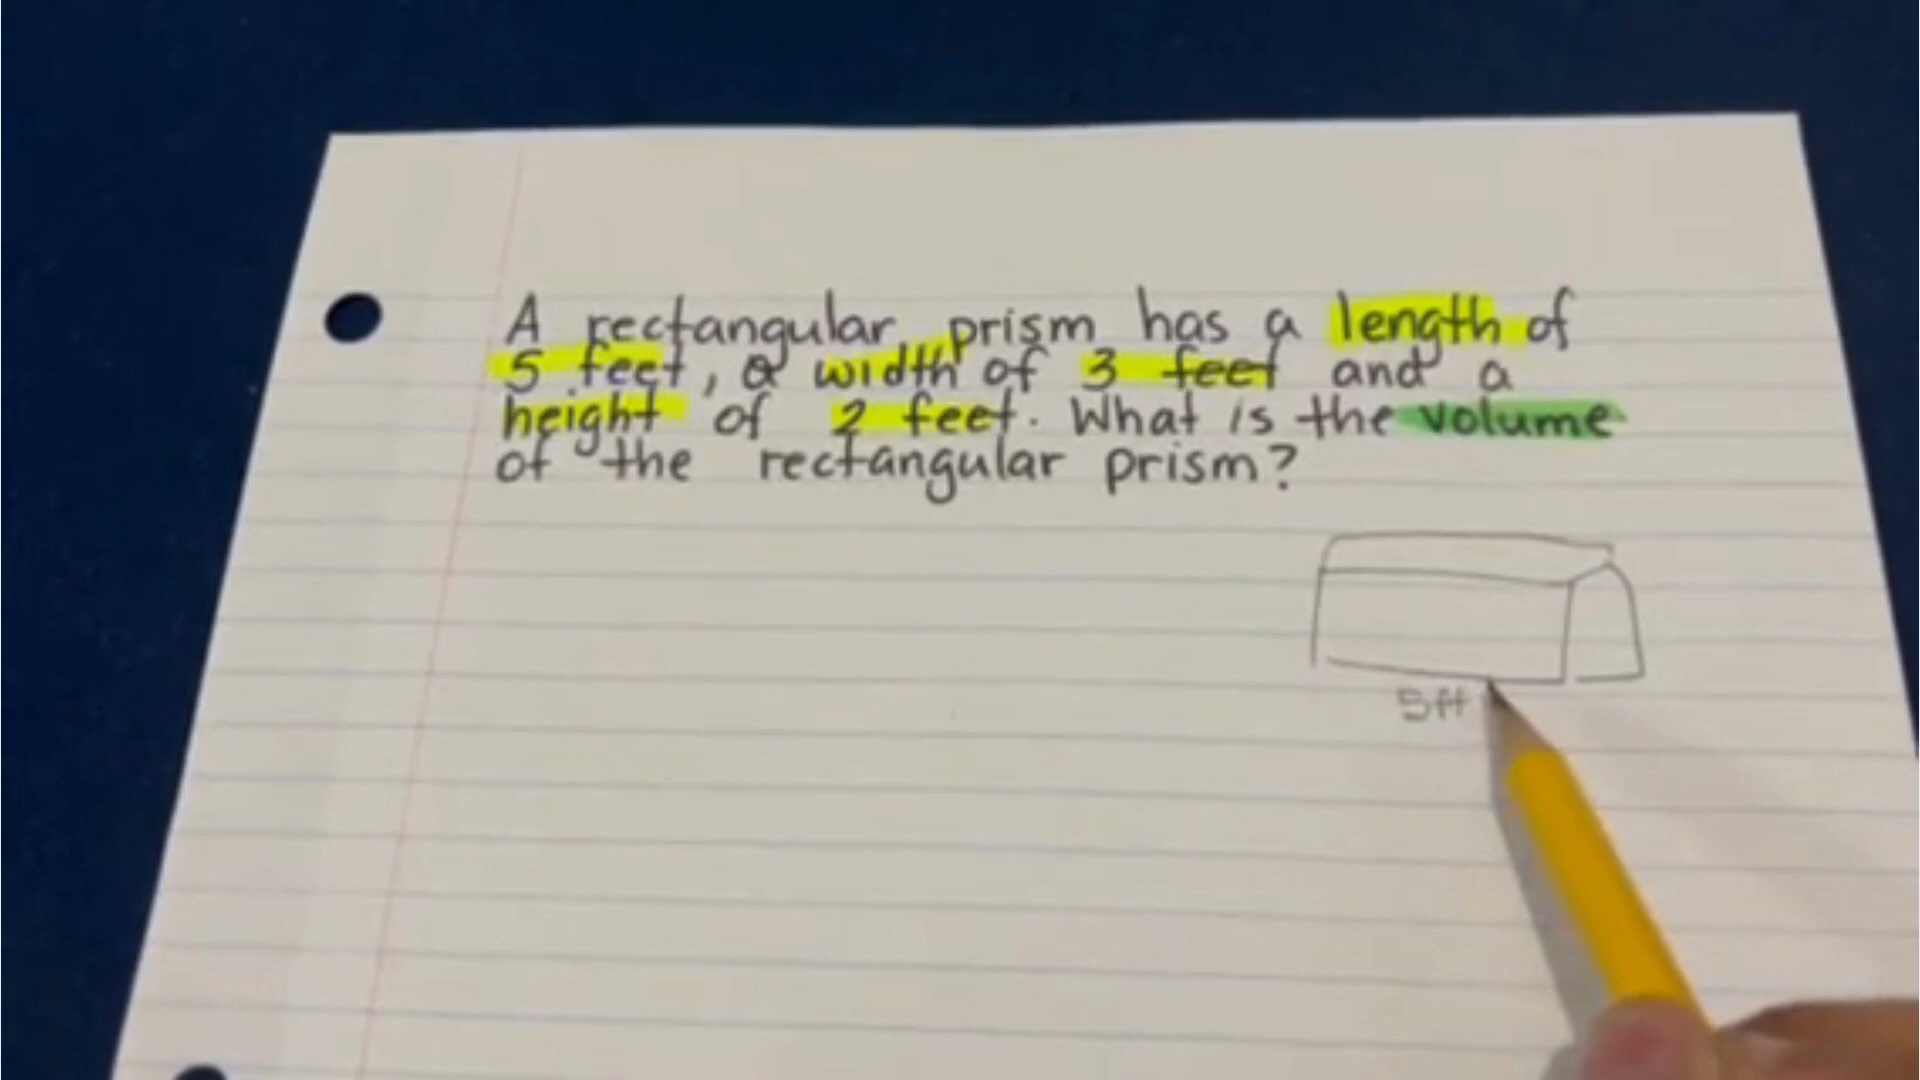 A rectangular prism has a length of
5 feet, a width of 3 feet and a
height of 2 feet. What is the volume
of the rectangular prism?
5ft